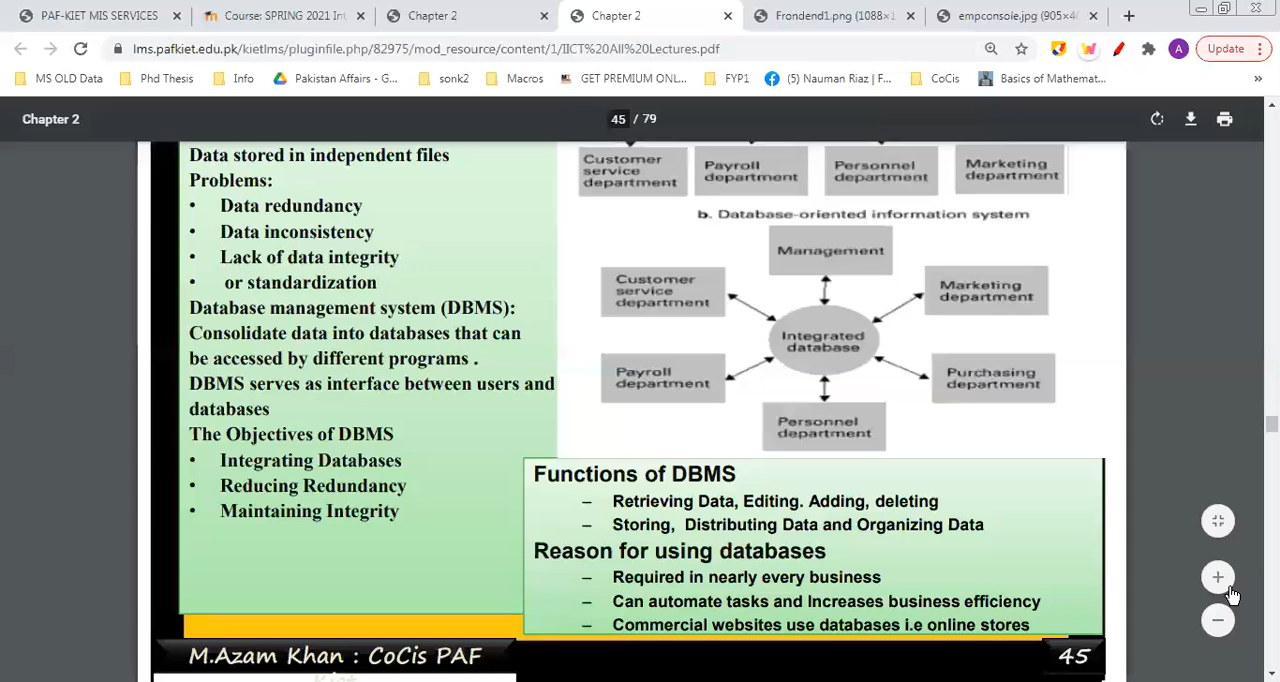 PAF-KIET MIS SERVICES
Course: SPRING 2021 Int
Chapter 2
Chapter 2
Frondend1.png (1088×1
empconsole.jpg (905×4
lms.pafkiet.edu.pk/kietlms/pluginfile.php/82975/mod_resource/content/1/IICT%20All%20Lectures.pdf
A
Update
MS OLD Data
Phd Thesis
Info
Pakistan Affairs - G...
sonk2
Macros
GET PREMIUM ONL...
FYP1
(5) Nauman Riaz | F...
CoCis
Basics of Mathemat...
»
Chapter 2
45 / 79
Data stored in independent files
Problems:
• Data redundancy
• Data inconsistency
• Lack of data integrity
• or standardization
Database management system (DBMS):
Consolidate data into databases that can
be accessed by different programs .
DBMS serves as interface between users and
databases
The Objectives of DBMS
• Integrating Databases
• Reducing Redundancy
• Maintaining Integrity
Customer
service
department
Payroll
department
Personnel
department
Marketing
department
b. Database-oriented information system
Management
Customer
service
department
Marketing
department
Integrated
database
Payroll
department
Purchasing
department
Personnel
department
Functions of DBMS
– Retrieving Data, Editing. Adding, deleting
– Storing, Distributing Data and Organizing Data
Reason for using databases
– Required in nearly every business
– Can automate tasks and Increases business efficiency
– Commercial websites use databases i.e online stores
M.Azam Khan : CoCis PAF
45